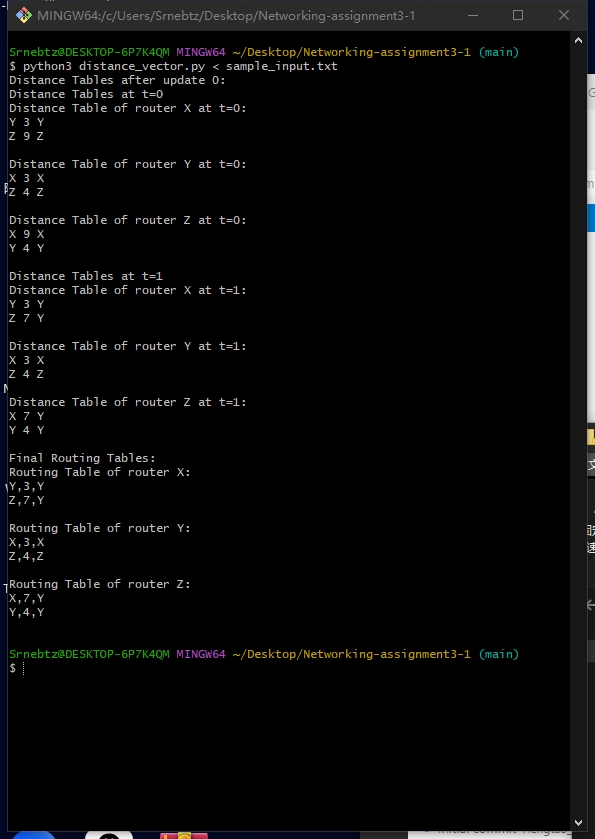 MINGW64:/c/Users/Srnebtz/Desktop/Networking-assignment3-1
Srnebtz@DESKTOP-6P7K4QM MINGW64 ~/Desktop/Networking-assignment3-1 (main)
$ python3 distance_vector.py < sample_input.txt
Distance Tables after update 0:
Distance Tables at t=0
Distance Table of router X at t=0:
Y 3 Y
Z 9 Z
Distance Table of router Y at t=0:
X 3 X
Z 4 Z
Distance Table of router Z at t=0:
X 9 X
Y 4 Y
Distance Tables at t=1
Distance Table of router X at t=1:
Y 3 Y
Z 7 Y
Distance Table of router Y at t=1:
X 3 X
Z 4 Z
Distance Table of router Z at t=1:
X 7 Y
Y 4 Y
Final Routing Tables:
Routing Table of router X:
Y,3,Y
Z,7,Y
Routing Table of router Y:
X,3,X
Z,4,Z
Routing Table of router Z:
X,7,Y
Y,4,Y
Srnebtz@DESKTOP-6P7K4QM MINGW64 ~/Desktop/Networking-assignment3-1 (main)
$